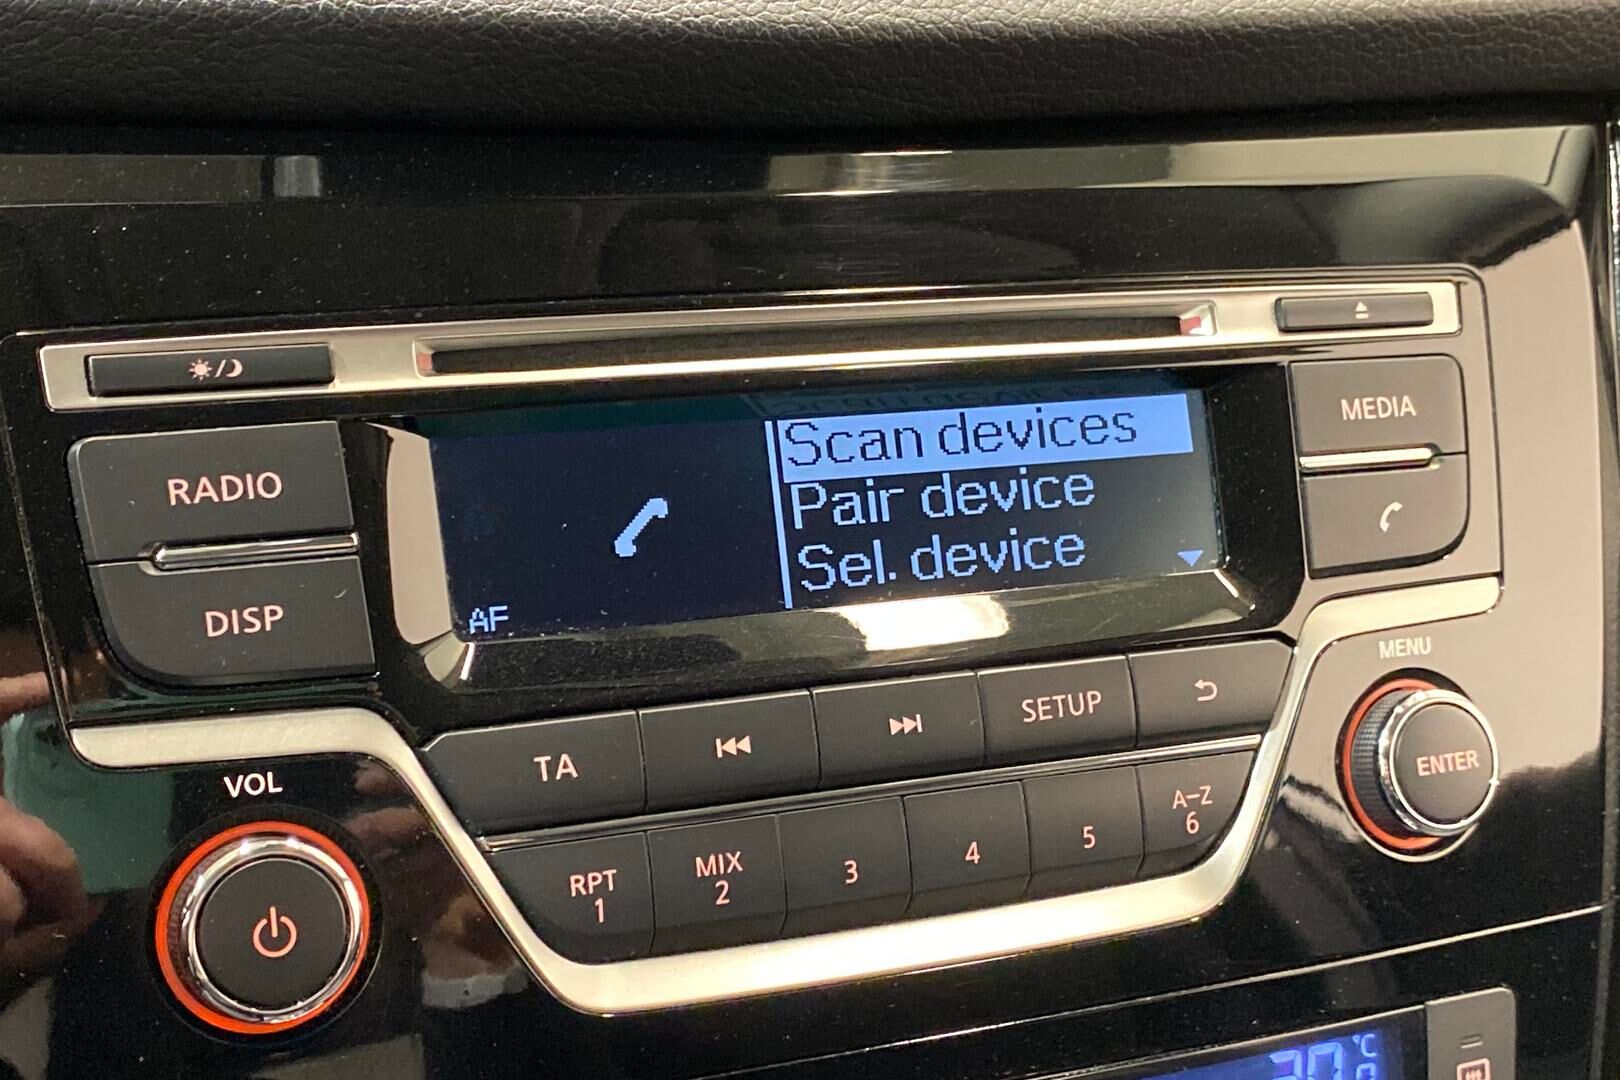 RADIO
DISP
Scan devices
Pair device
Sel. device
AF
MEDIA
MENU
ENTER
VOL
TA
SETUP
RPT
1
MIX
2
3
4
5
A-Z
6
°C